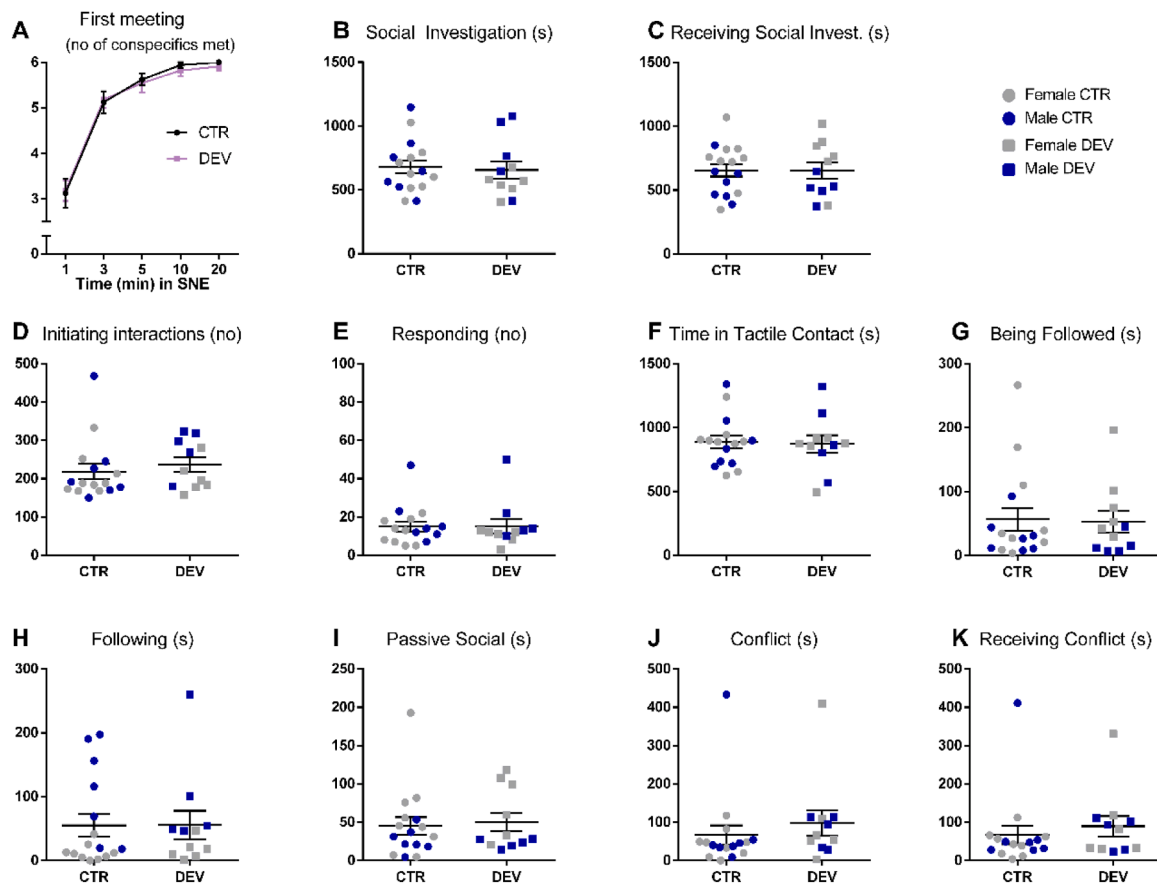 A First meeting
(no of conspecifics met)
6
5
4
3
0
CTR
DEV
1 3 5 10 20
Time (min) in SNE
B Social Investigation (s)
1500
1000
500
0
CTR DEV
C Receiving Social Invest. (s)
1500
1000
500
0
CTR DEV
Female CTR
Male CTR
Female DEV
Male DEV
D Initiating interactions (no)
500
400
300
200
100
0
CTR DEV
E Responding (no)
100
80
60
40
20
0
CTR DEV
F Time in Tactile Contact (s)
1500
1000
500
0
CTR DEV
G Being Followed (s)
300
200
100
0
CTR DEV
H Following (s)
300
200
100
0
CTR DEV
I Passive Social (s)
250
200
150
100
50
0
CTR DEV
J Conflict (s)
500
400
300
200
100
0
CTR DEV
K Receiving Conflict (s)
500
400
300
200
100
0
CTR DEV